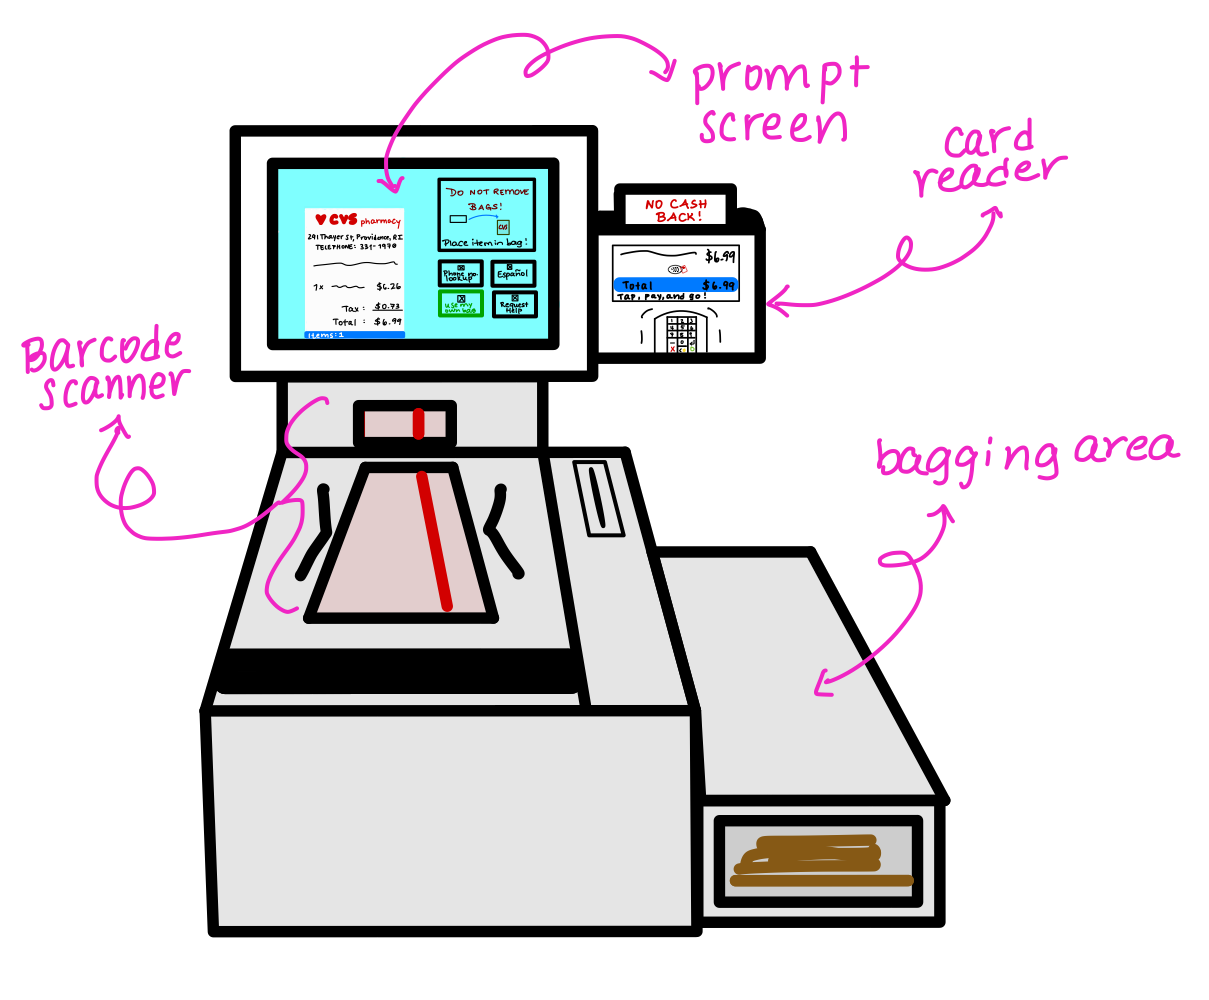 prompt
screen
card
reader
Barcode
scanner
bagging area
CVS pharmacy
291 Thayer St, Providence, RI
TELEPHONE: 331-1970
1x $6.26
Tax: $0.73
Total: $6.99
items: 1
DO NOT REMOVE
BAGS!
CVS
Place item in bag!
Phone no.
lookup
Español
use my
own bag
Request
Help
NO CASH
BACK!
$6.99
Total $6.99
Tap, pay, and go!